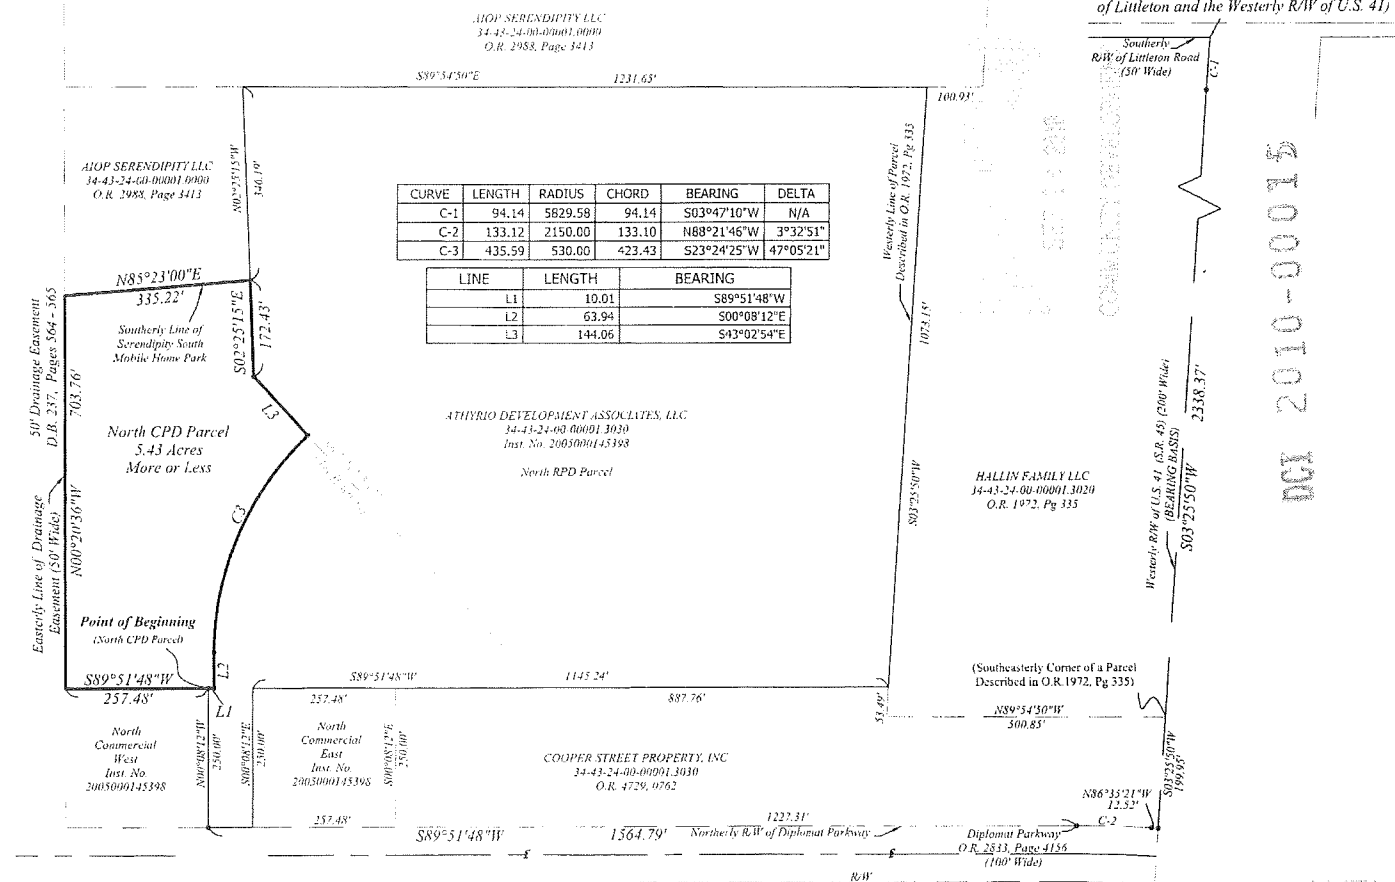 of Littleton and the Westerly R/W of U.S. 41)
AIOP SERENDIPITY LLC
34-43-24-00-00001.0000
O.R. 2988, Page 3413
Southerly
R/W of Littleton Road
(50' Wide)
C-1
S89°54'50"E 1231.65'
100.93'
AIOP SERENDIPITY LLC
34-43-24-00-00001.0000
O.R. 2988, Page 3413
N02°25'15"W
346.19'
Westerly Line of Parcel
Described in O.R. 1972, Pg 335
COMMUNITY DEVELOPMENT
DCI 2010-00015
CURVE LENGTH RADIUS CHORD BEARING DELTA
C-1 94.14 5829.58 94.14 S03°47'10"W N/A
C-2 133.12 2150.00 133.10 N88°21'46"W 3°32'51"
C-3 435.59 530.00 423.43 S23°24'25"W 47°05'21"
LINE LENGTH BEARING
L1 10.01 S89°51'48"W
L2 63.94 S00°08'12"E
L3 144.06 S43°02'54"E
N85°23'00"E
335.22'
Southerly Line of
Serendipity South
Mobile Home Park
S02°25'15"E
172.43'
50' Drainage Easement
D.B. 237, Pages 564 - 565
703.76'
L3
1073.15'
S03°25'50"W
North CPD Parcel
5.43 Acres
More or Less
ATHYRIO DEVELOPMENT ASSOCIATES, LLC
34-43-24-00-00001.3030
Inst. No. 2005000145398
North RPD Parcel
HALLIN FAMILY LLC
34-43-24-00-00001.3020
O.R. 1972, Pg 335
Westerly R/W of U.S. 41 (S.R. 45) (200' Wide)
(BEARING BASIS)
S03°25'50"W
2338.37'
C3
Easterly Line of Drainage
Easement (50' Wide)
N00°20'36"W
Point of Beginning
(North CPD Parcel)
L2
S89°51'48"W
257.48'
L1
S89°51'48"W 1145.24'
257.48' 887.76'
53.49'
(Southeasterly Corner of a Parcel
Described in O.R.1972, Pg 335)
N89°54'50"W
500.85'
North
Commercial
West
Inst. No.
2005000145398
N00°08'12"W
250.00'
S00°08'12"E
250.00'
North
Commercial
East
Inst. No.
2005000145398
S00°08'12"E
250.00'
COOPER STREET PROPERTY, INC
34-43-24-00-00001.3030
O.R. 4729, 0762
S03°25'50"W
199.95'
N86°35'21"W
12.52'
C-2
257.48' 1227.31'
S89°51'48"W 1564.79' Northerly R/W of Diplomat Parkway
Diplomat Parkway
O.R. 2833, Page 4156
(100' Wide)
R/W